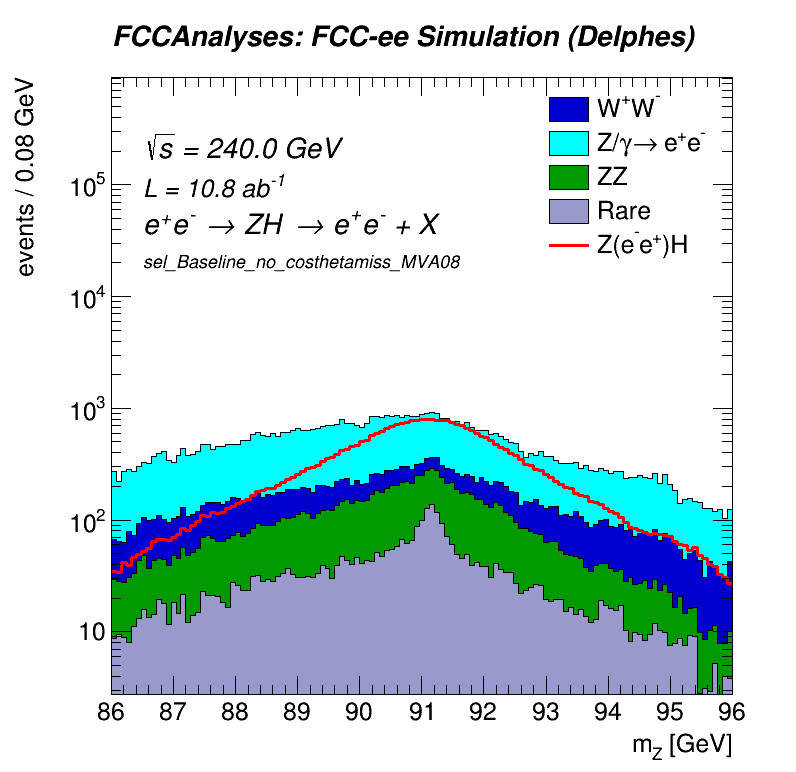 FCCAnalyses: FCC-ee Simulation (Delphes)
events / 0.08 GeV
√s = 240.0 GeV
L = 10.8 ab⁻¹
e⁺e⁻ → ZH → e⁺e⁻ + X
sel_Baseline_no_costhetamiss_MVA08
W⁺W⁻
Z/γ→ e⁺e⁻
ZZ
Rare
Z(e⁻e⁺)H
10⁵
10⁴
10³
10²
10
86 87 88 89 90 91 92 93 94 95 96
m_Z [GeV]